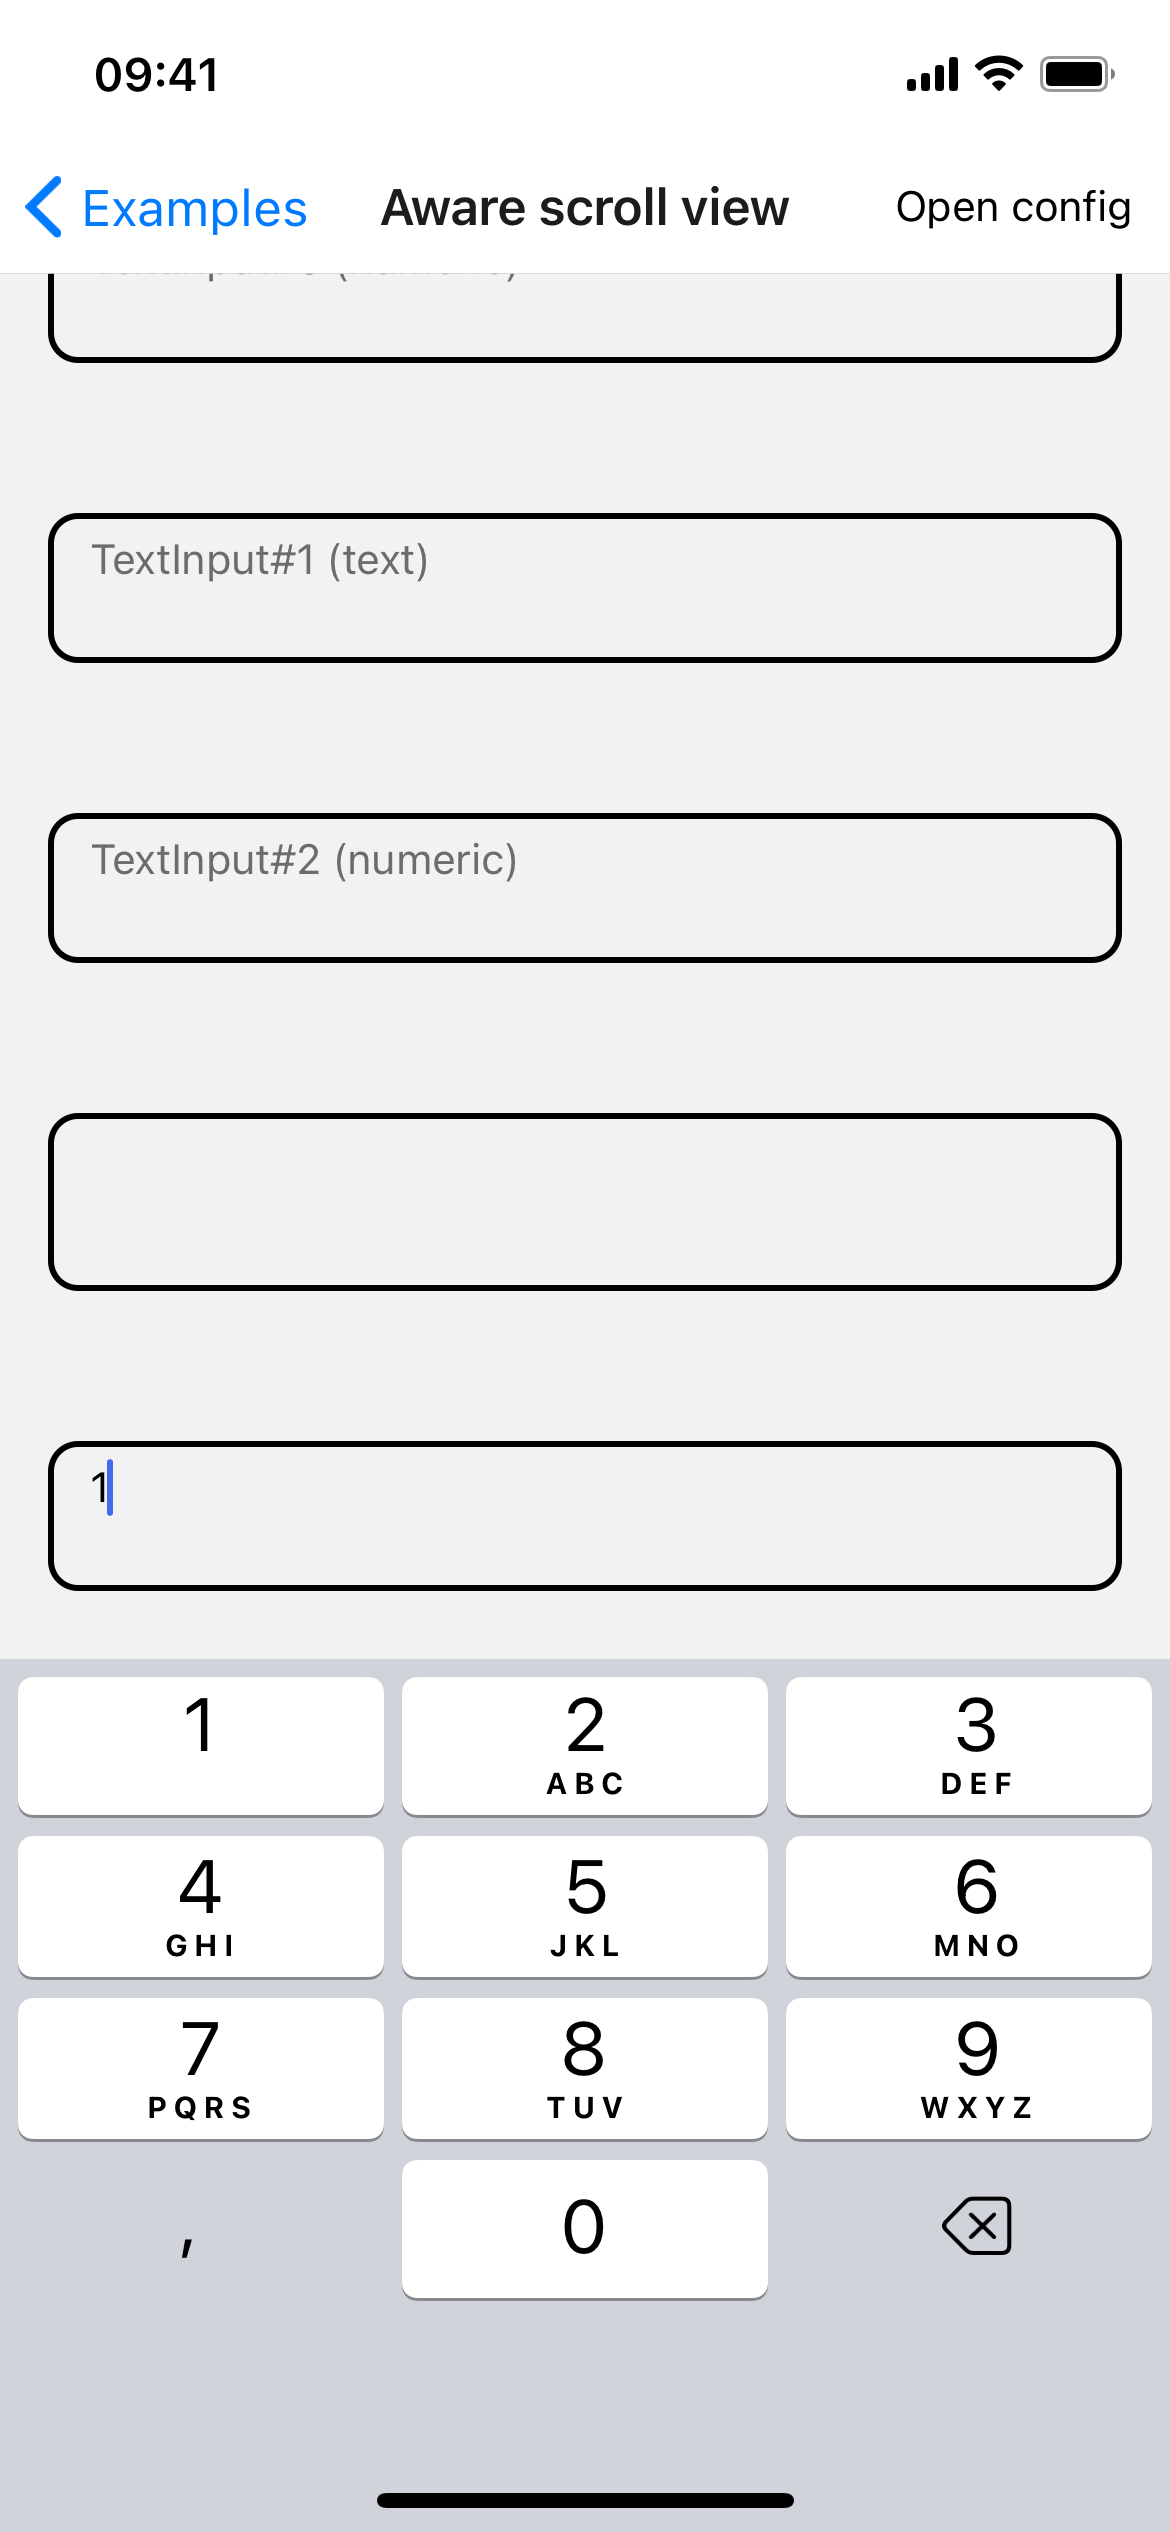 09:41
Examples
Aware scroll view
Open config
TextInput#1 (text)
TextInput#2 (numeric)
1
1
2
ABC
3
DEF
4
GHI
5
JKL
6
MNO
7
PQRS
8
TUV
9
WXYZ
,
0